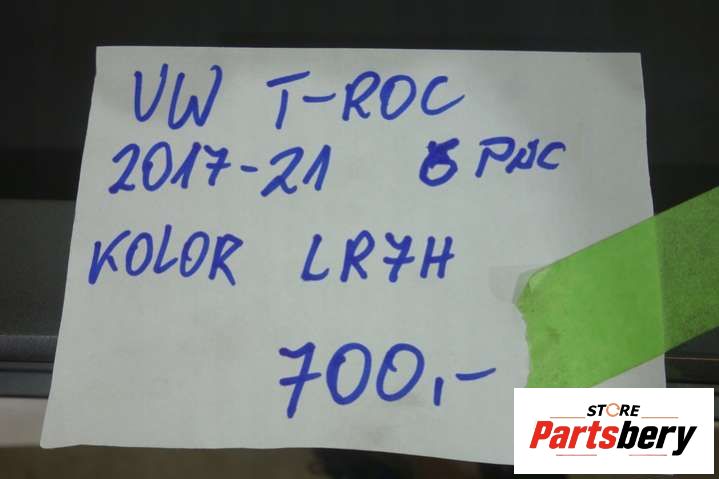 VW T-ROC
2017-21 6 PDC
KOLOR LR7H
700,-
STORE
Partsbery